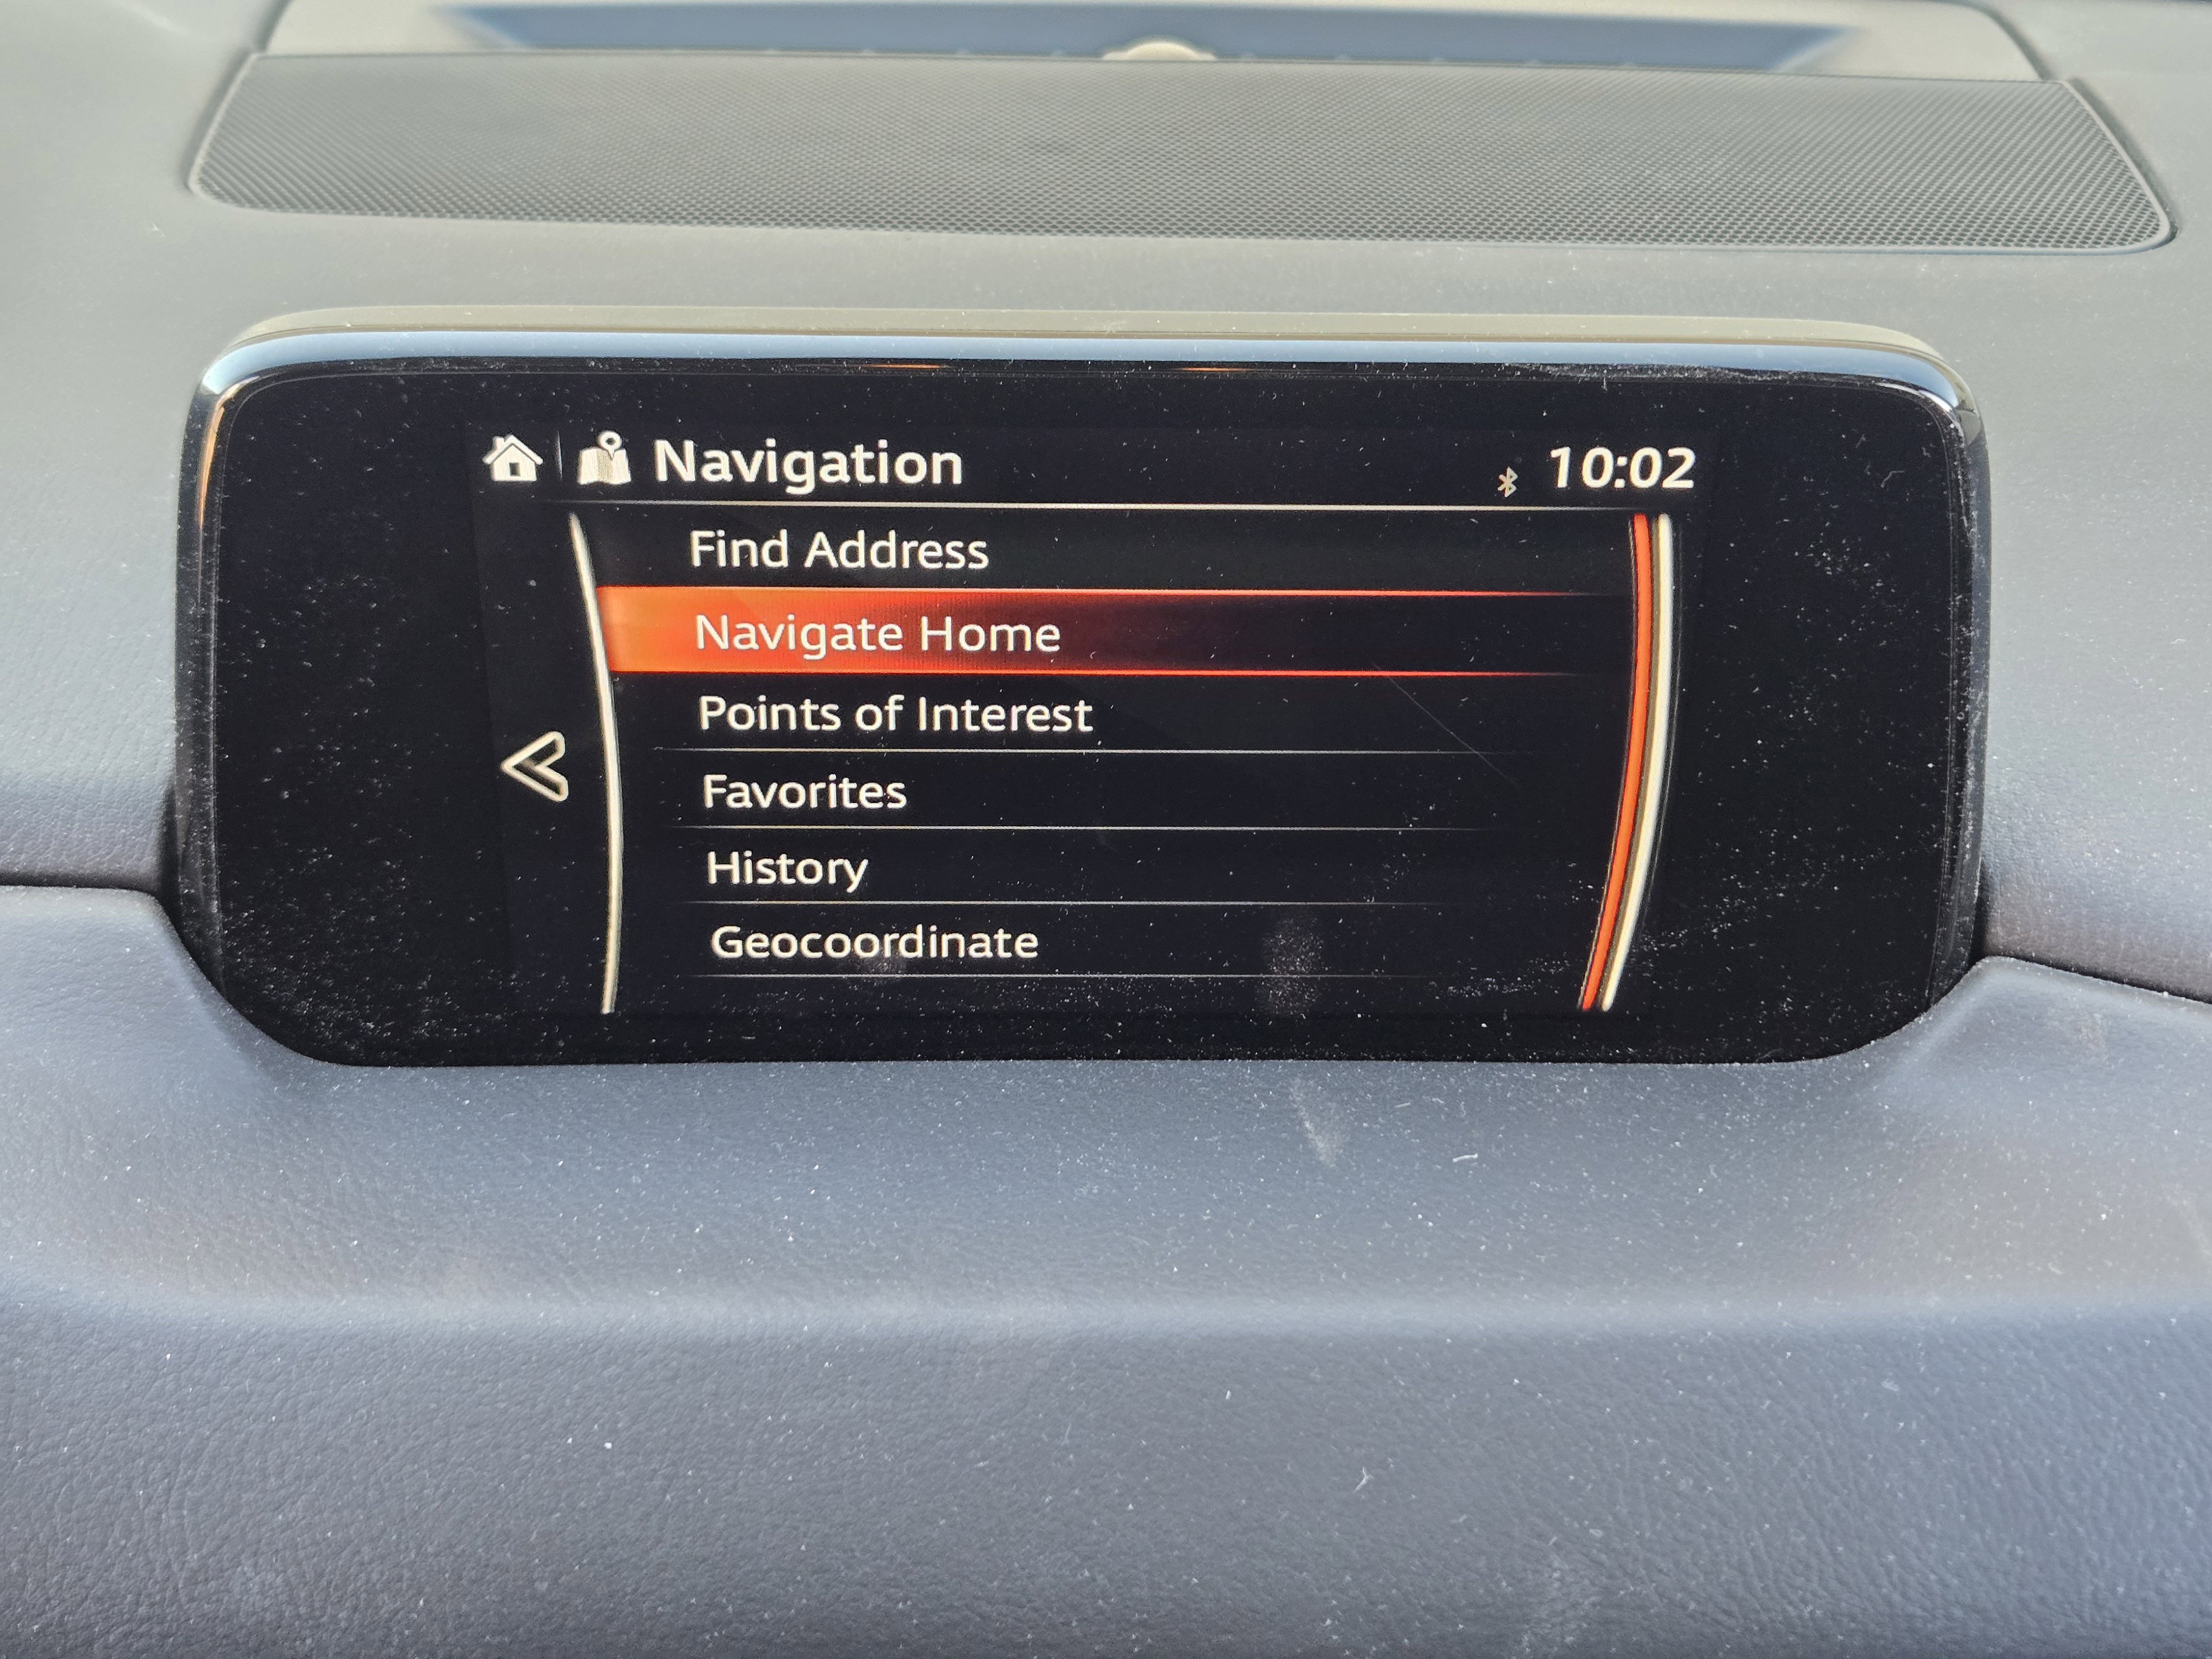 Navigation 10:02
Find Address
Navigate Home
Points of Interest
Favorites
History
Geocoordinate